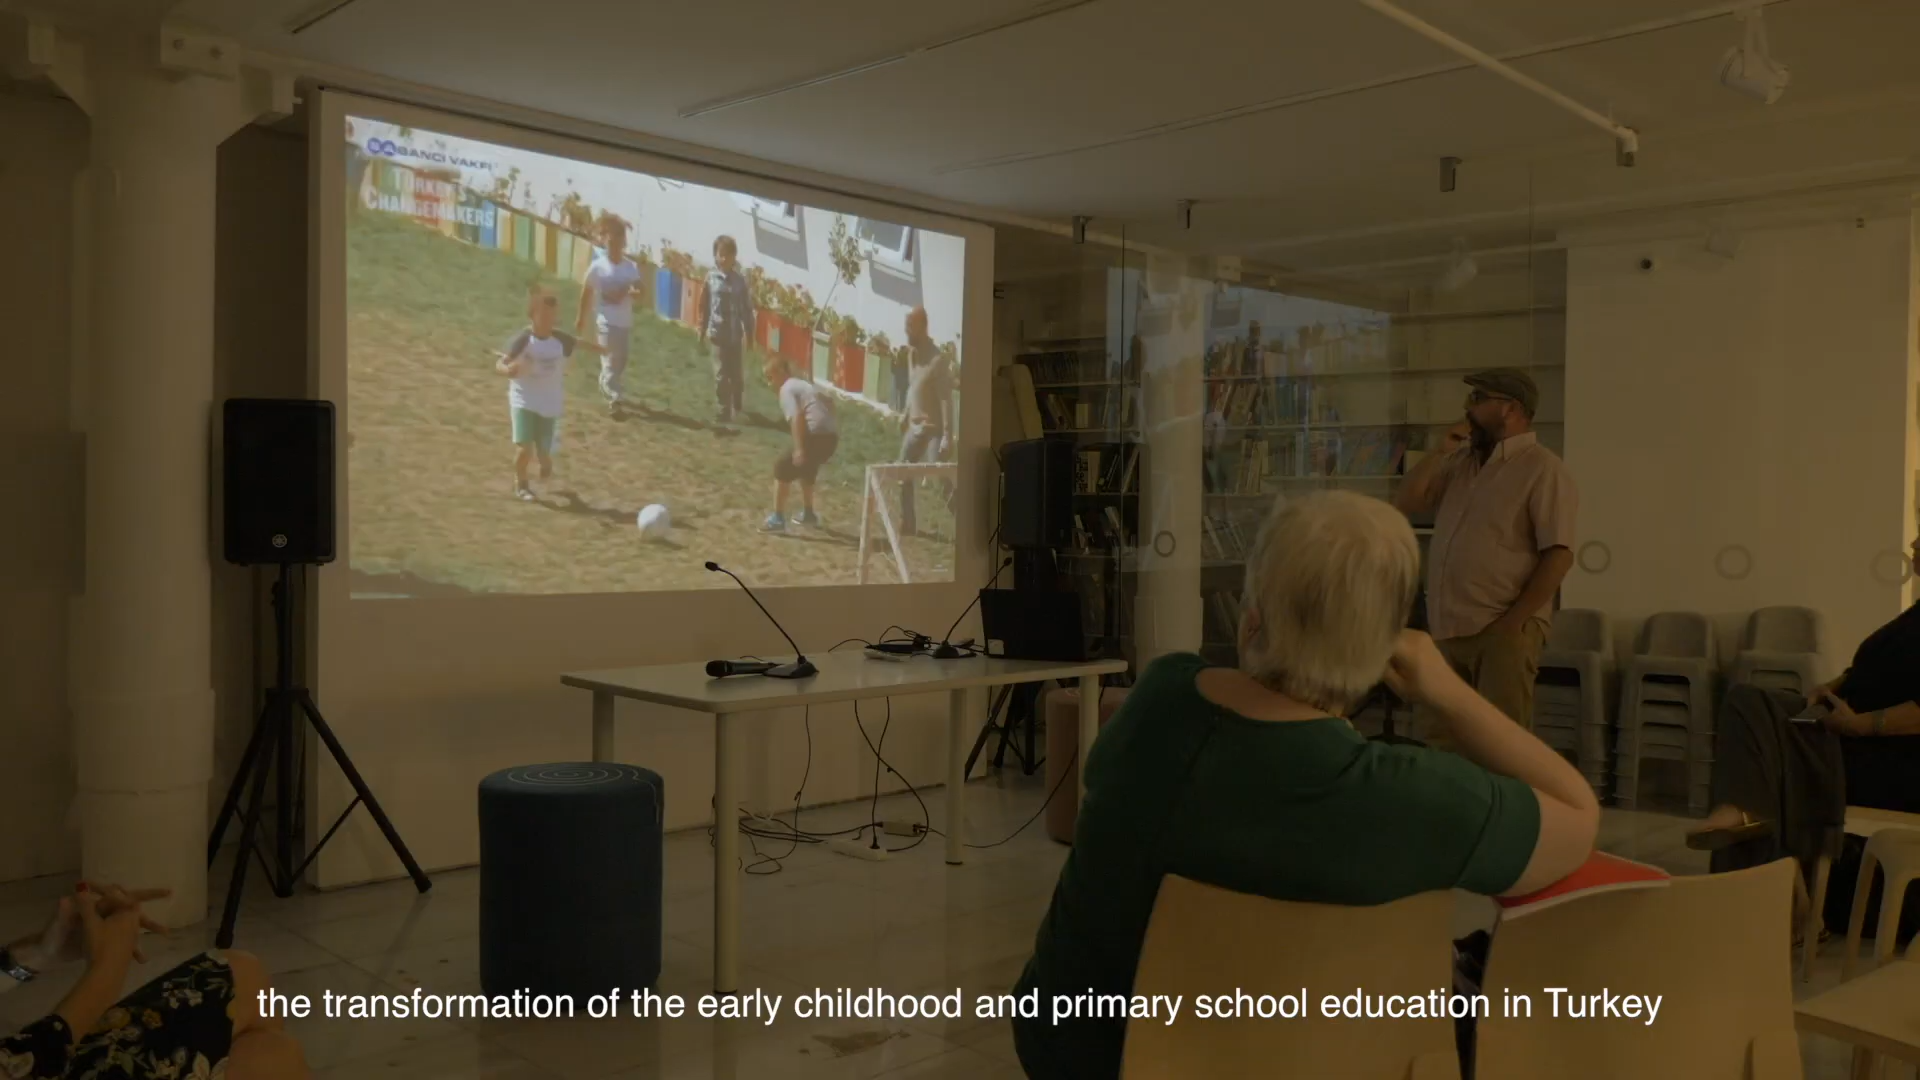 SABANCI VAKFI
TURKEY'S
CHANGEMAKERS
the transformation of the early childhood and primary school education in Turkey